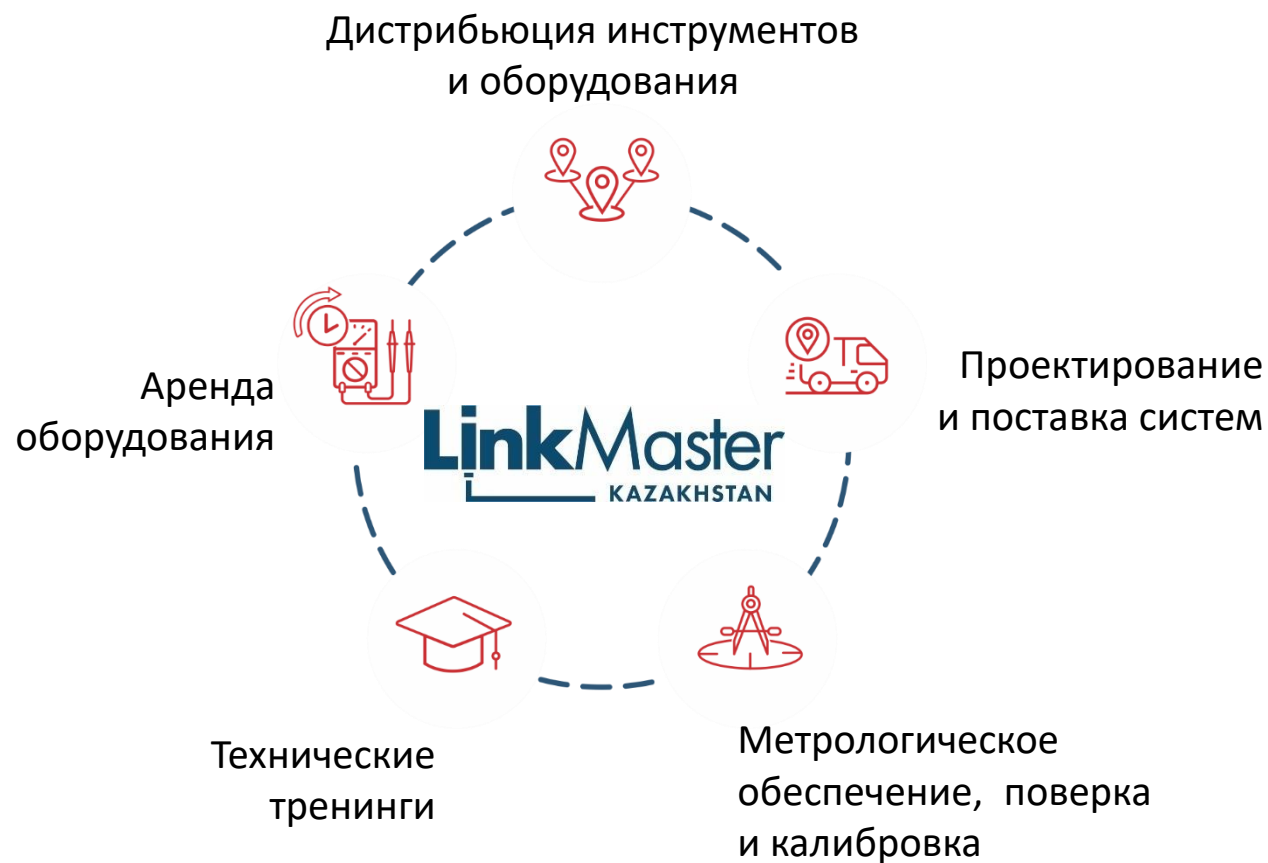 Дистрибьюция инструментов
и оборудования
Аренда
оборудования
Проектирование
и поставка систем
LinkMaster
KAZAKHSTAN
Технические
тренинги
Метрологическое
обеспечение, поверка
и калибровка